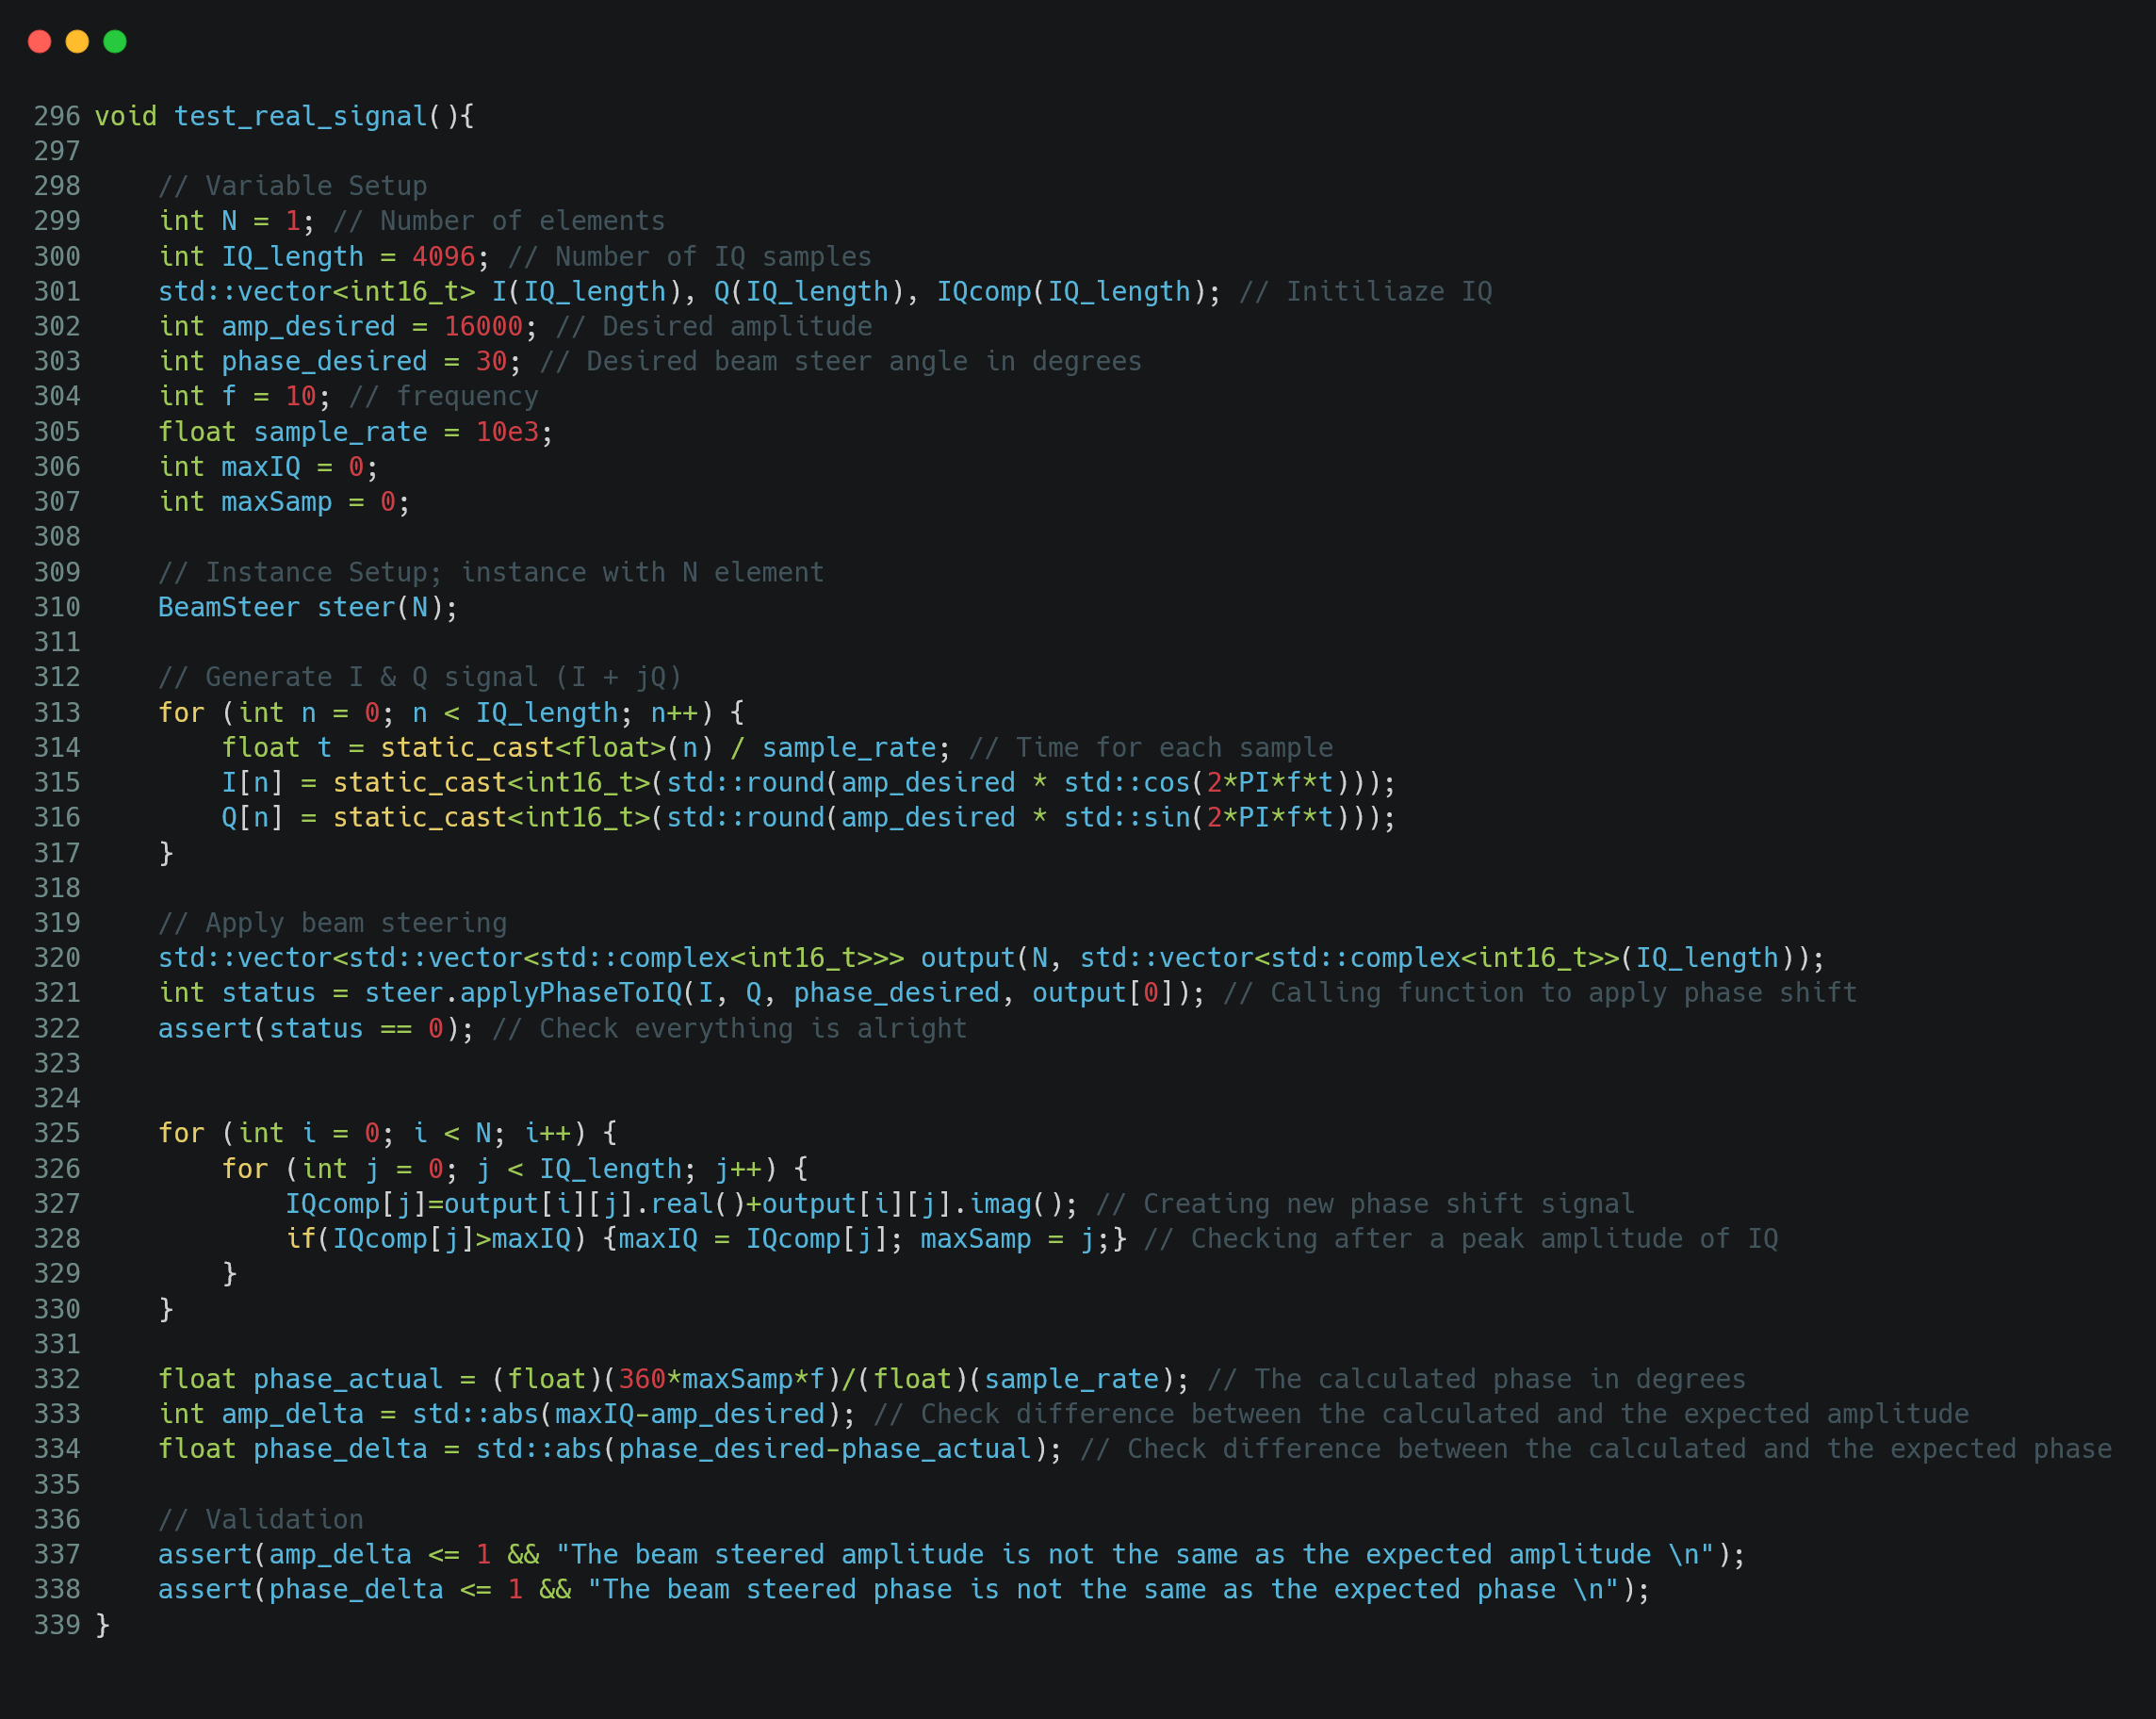 296 void test_real_signal(){
297
298     // Variable Setup
299     int N = 1; // Number of elements
300     int IQ_length = 4096; // Number of IQ samples
301     std::vector<int16_t> I(IQ_length), Q(IQ_length), IQcomp(IQ_length); // Initiliaze IQ
302     int amp_desired = 16000; // Desired amplitude
303     int phase_desired = 30; // Desired beam steer angle in degrees
304     int f = 10; // frequency
305     float sample_rate = 10e3;
306     int maxIQ = 0;
307     int maxSamp = 0;
308
309     // Instance Setup; instance with N element
310     BeamSteer steer(N);
311
312     // Generate I & Q signal (I + jQ)
313     for (int n = 0; n < IQ_length; n++) {
314         float t = static_cast<float>(n) / sample_rate; // Time for each sample
315         I[n] = static_cast<int16_t>(std::round(amp_desired * std::cos(2*PI*f*t)));
316         Q[n] = static_cast<int16_t>(std::round(amp_desired * std::sin(2*PI*f*t)));
317     }
318
319     // Apply beam steering
320     std::vector<std::vector<std::complex<int16_t>>> output(N, std::vector<std::complex<int16_t>>(IQ_length));
321     int status = steer.applyPhaseToIQ(I, Q, phase_desired, output[0]); // Calling function to apply phase shift
322     assert(status == 0); // Check everything is alright
323
324
325     for (int i = 0; i < N; i++) {
326         for (int j = 0; j < IQ_length; j++) {
327             IQcomp[j]=output[i][j].real()+output[i][j].imag(); // Creating new phase shift signal
328             if(IQcomp[j]>maxIQ) {maxIQ = IQcomp[j]; maxSamp = j;} // Checking after a peak amplitude of IQ
329         }
330     }
331
332     float phase_actual = (float)(360*maxSamp*f)/(float)(sample_rate); // The calculated phase in degrees
333     int amp_delta = std::abs(maxIQ-amp_desired); // Check difference between the calculated and the expected amplitude
334     float phase_delta = std::abs(phase_desired-phase_actual); // Check difference between the calculated and the expected phase
335
336     // Validation
337     assert(amp_delta <= 1 && "The beam steered amplitude is not the same as the expected amplitude \n");
338     assert(phase_delta <= 1 && "The beam steered phase is not the same as the expected phase \n");
339 }